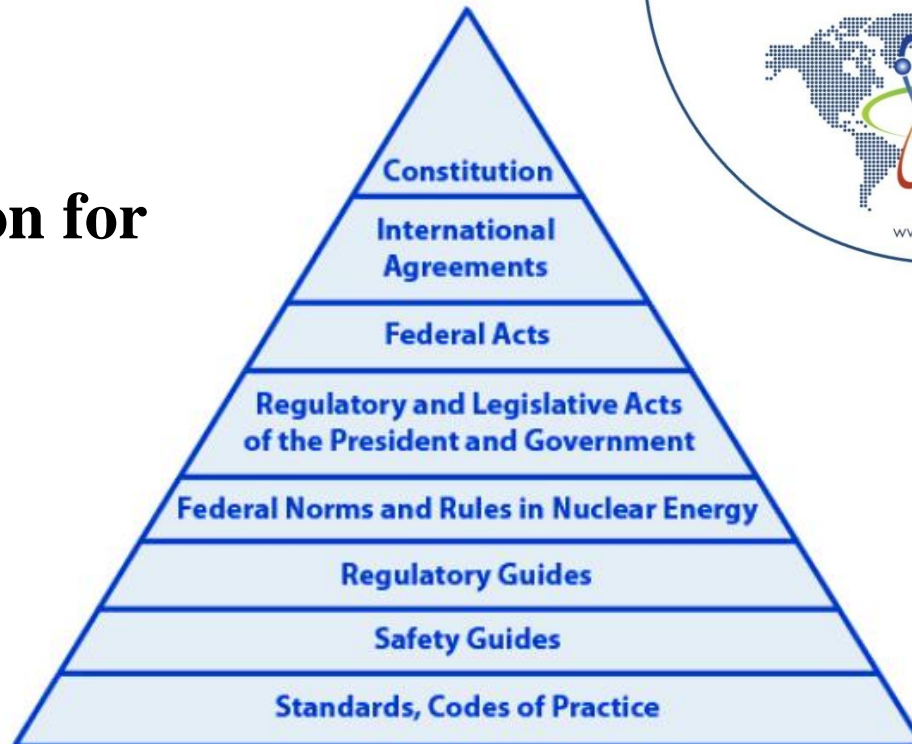 on for
Constitution
International
Agreements
Federal Acts
Regulatory and Legislative Acts
of the President and Government
Federal Norms and Rules in Nuclear Energy
Regulatory Guides
Safety Guides
Standards, Codes of Practice